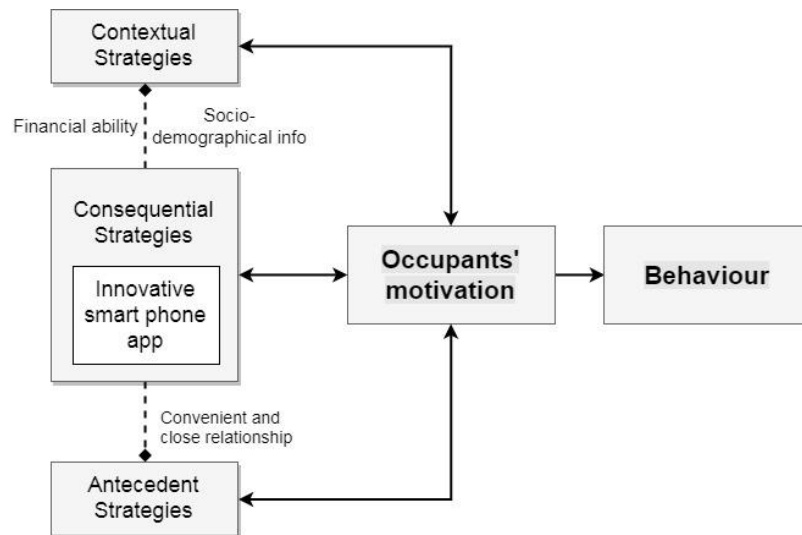 Contextual
Strategies
Financial ability
Socio-
demographical info
Consequential
Strategies
Innovative
smart phone
app
Occupants'
motivation
Behaviour
Convenient and
close relationship
Antecedent
Strategies